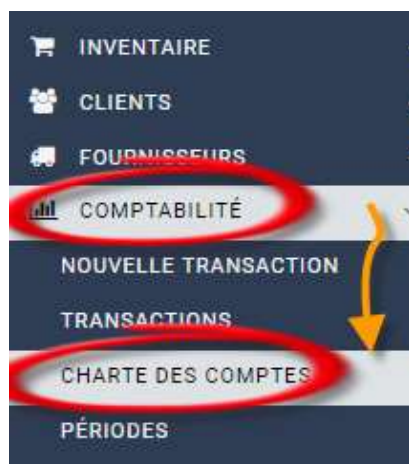 INVENTAIRE
CLIENTS
FOURNISSEURS
COMPTABILITÉ
NOUVELLE TRANSACTION
TRANSACTIONS
CHARTE DES COMPTES
PÉRIODES